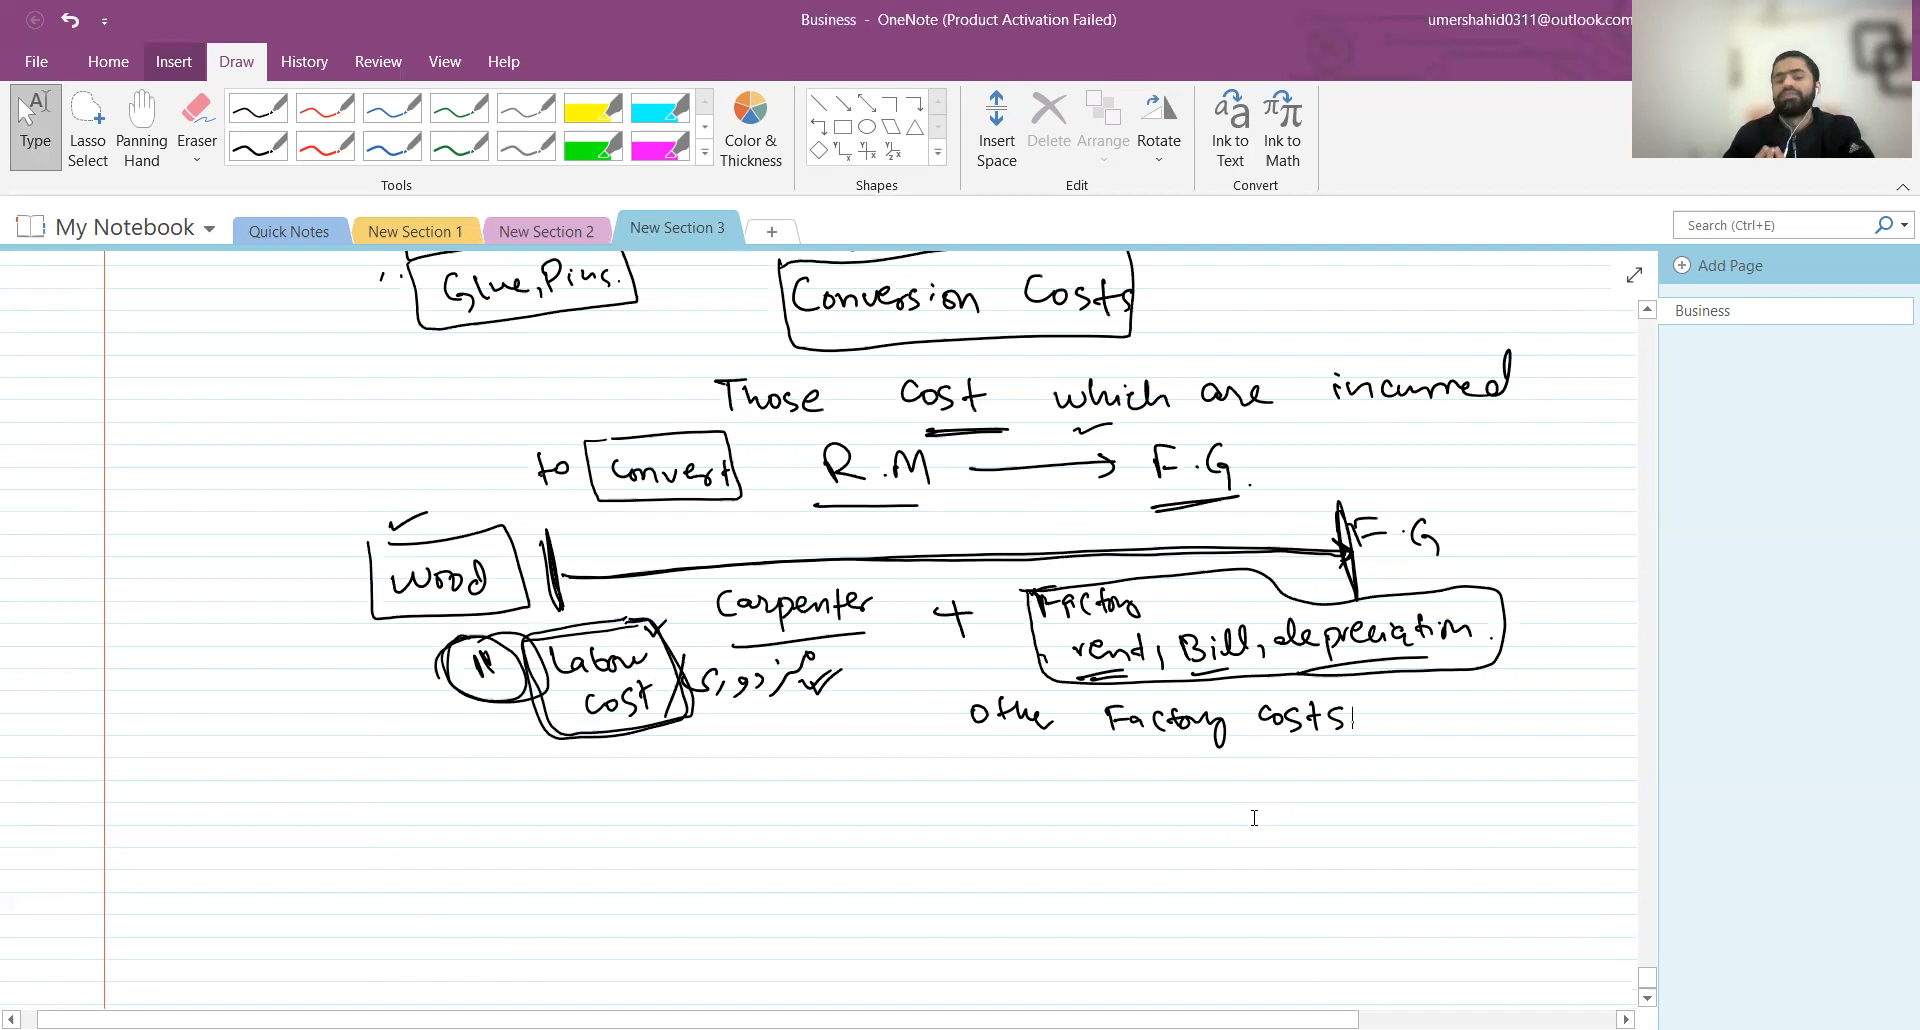 Business - OneNote (Product Activation Failed)
umershahid0311@outlook.com
File Home Insert Draw History Review View Help
Type
Lasso Select
Panning Hand
Eraser
Color & Thickness
Insert Space
Delete
Arrange
Rotate
Ink to Text
Ink to Math
Tools Shapes Edit Convert
My Notebook Quick Notes New Section 1 New Section 2 New Section 3
Search (Ctrl+E)
Add Page
Business
Glue, Pins.
Conversion Costs
Those cost which are incurred
to convert R.M → F.G.
F.G
Wood
Carpenter + Factory
rent, Bill, depreciation.
Labour
cost
Other Factory costs